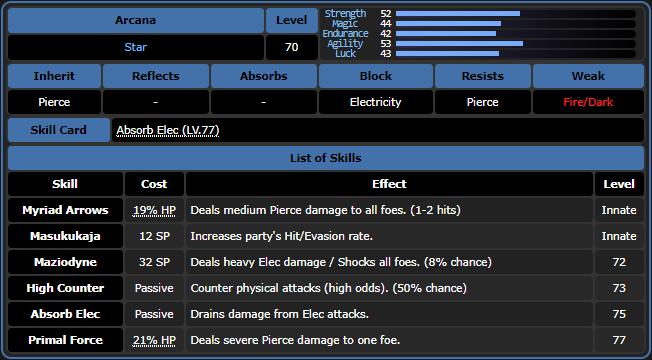 Arcana Level
Star 70
Strength 52
Magic 44
Endurance 42
Agility 53
Luck 43
Inherit Reflects Absorbs Block Resists Weak
Pierce - - Electricity Pierce Fire/Dark
Skill Card Absorb Elec (LV.77)
List of Skills
Skill Cost Effect Level
Myriad Arrows 19% HP Deals medium Pierce damage to all foes. (1-2 hits) Innate
Masukukaja 12 SP Increases party's Hit/Evasion rate. Innate
Maziodyne 32 SP Deals heavy Elec damage / Shocks all foes. (8% chance) 72
High Counter Passive Counter physical attacks (high odds). (50% chance) 73
Absorb Elec Passive Drains damage from Elec attacks. 75
Primal Force 21% HP Deals severe Pierce damage to one foe. 77